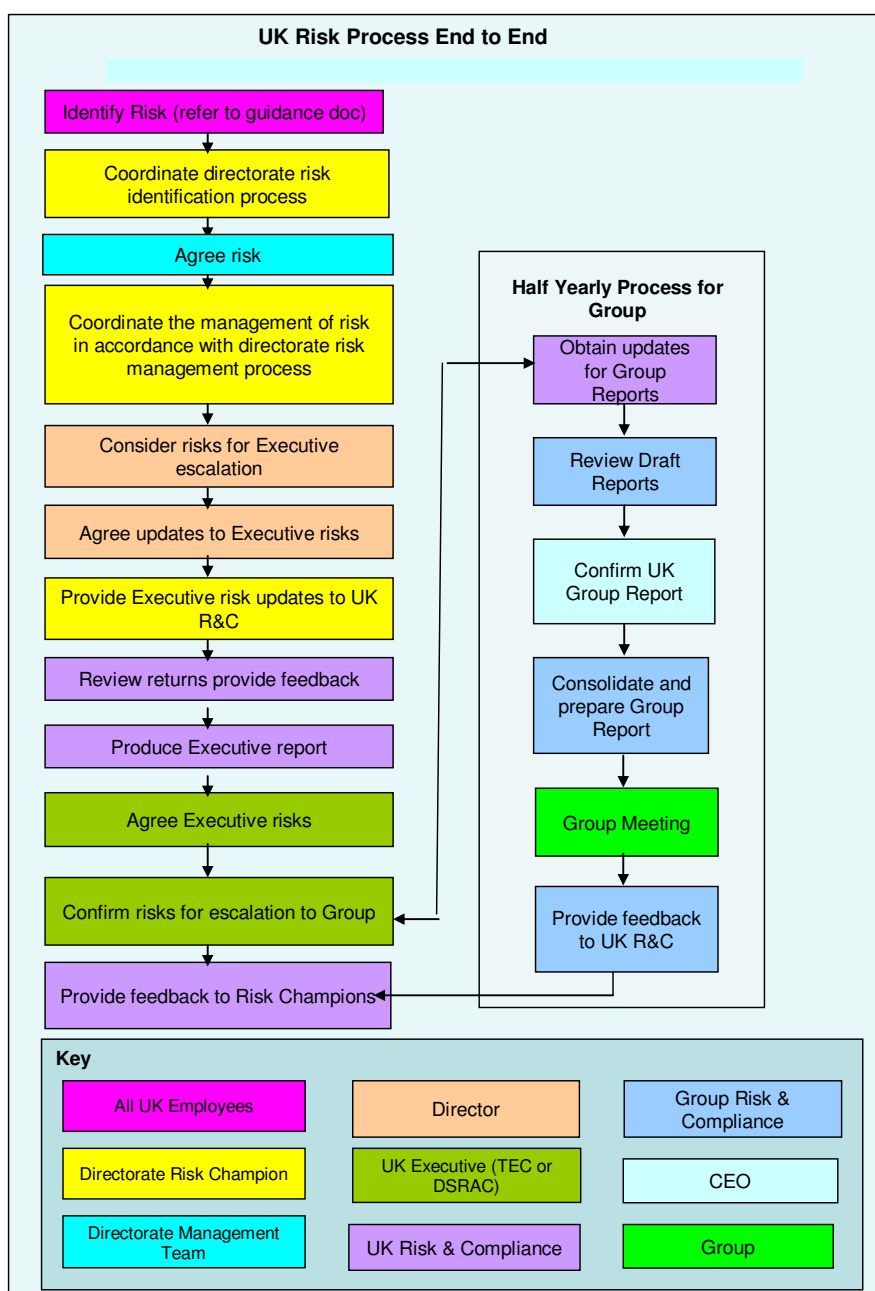 UK Risk Process End to End
Identify Risk (refer to guidance doc)
Coordinate directorate risk
identification process
Agree risk
Coordinate the management of risk
in accordance with directorate risk
management process
Consider risks for Executive
escalation
Agree updates to Executive risks
Provide Executive risk updates to UK
R&C
Review returns provide feedback
Produce Executive report
Agree Executive risks
Confirm risks for escalation to Group
Provide feedback to Risk Champions
Half Yearly Process for
Group
Obtain updates
for Group
Reports
Review Draft
Reports
Confirm UK
Group Report
Consolidate and
prepare Group
Report
Group Meeting
Provide feedback
to UK R&C
Key
All UK Employees
Director
Group Risk &
Compliance
Directorate Risk Champion
UK Executive (TEC or
DSRAC)
CEO
Directorate Management
Team
UK Risk & Compliance
Group